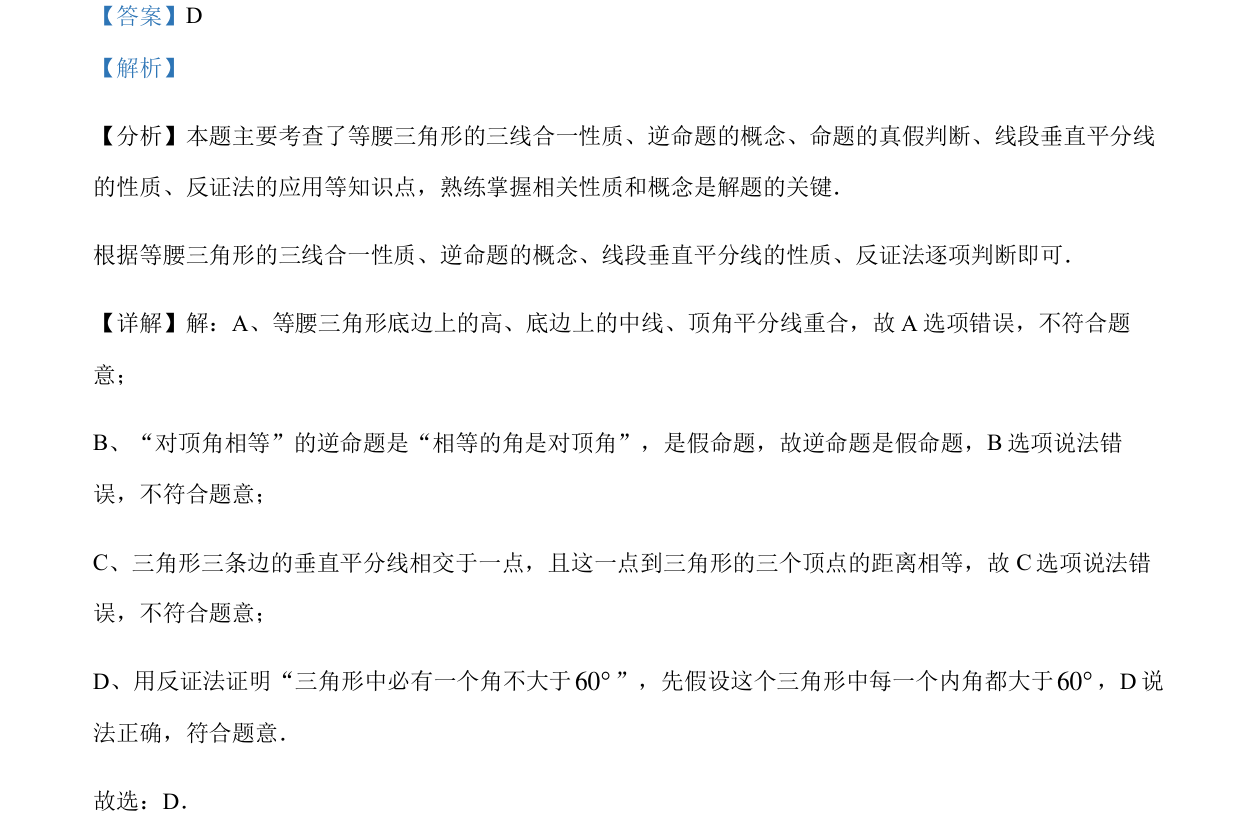 【答案】D
【解析】
【分析】本题主要考查了等腰三角形的三线合一性质、逆命题的概念、命题的真假判断、线段垂直平分线
的性质、反证法的应用等知识点，熟练掌握相关性质和概念是解题的关键．
根据等腰三角形的三线合一性质、逆命题的概念、线段垂直平分线的性质、反证法逐项判断即可．
【详解】解：A、等腰三角形底边上的高、底边上的中线、顶角平分线重合，故 A 选项错误，不符合题
意；
B、“对顶角相等”的逆命题是“相等的角是对顶角”，是假命题，故逆命题是假命题，B 选项说法错
误，不符合题意；
C、三角形三条边的垂直平分线相交于一点，且这一点到三角形的三个顶点的距离相等，故 C 选项说法错
误，不符合题意；
D、用反证法证明“三角形中必有一个角不大于60°”，先假设这个三角形中每一个内角都大于60°，D 说
法正确，符合题意．
故选：D．